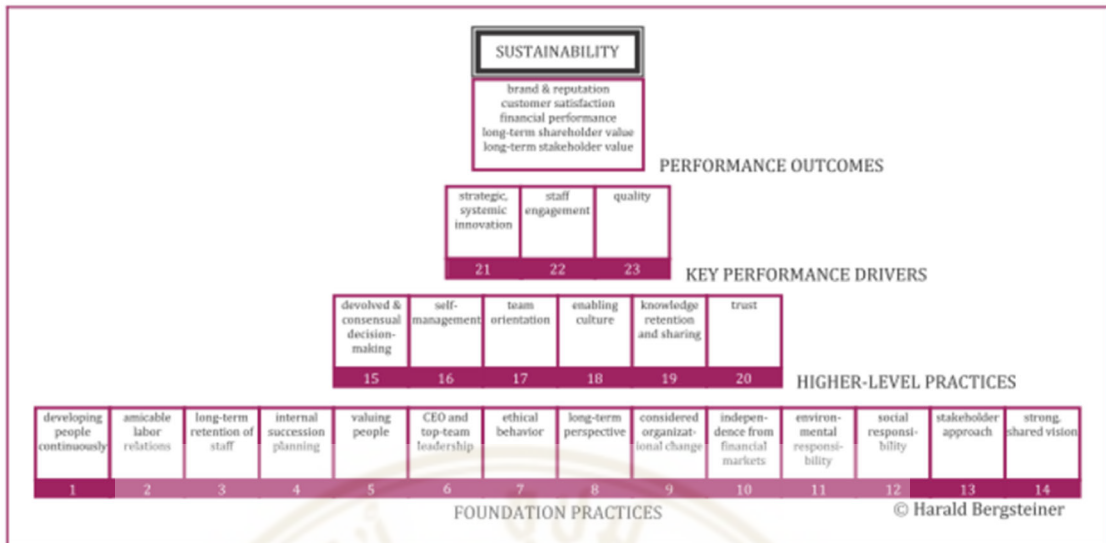 SUSTAINABILITY
brand & reputation
customer satisfaction
financial performance
long-term shareholder value
long-term stakeholder value
PERFORMANCE OUTCOMES
strategic,
systemic
innovation
21
staff
engagement
22
quality
23
KEY PERFORMANCE DRIVERS
devolved &
consensual
decision-
making
15
self-
management
16
team
orientation
17
enabling
culture
18
knowledge
retention
and sharing
19
trust
20
HIGHER-LEVEL PRACTICES
developing
people
continuously
1
amicable
labor
relations
2
long-term
retention of
staff
3
internal
succession
planning
4
valuing
people
5
CEO and
top-team
leadership
6
ethical
behavior
7
long-term
perspective
8
considered
organizat-
ional change
9
indepen-
dence from
financial
markets
10
environ-
mental
responsi-
bility
11
social
responsi-
bility
12
stakeholder
approach
13
strong,
shared vision
14
FOUNDATION PRACTICES
© Harald Bergsteiner